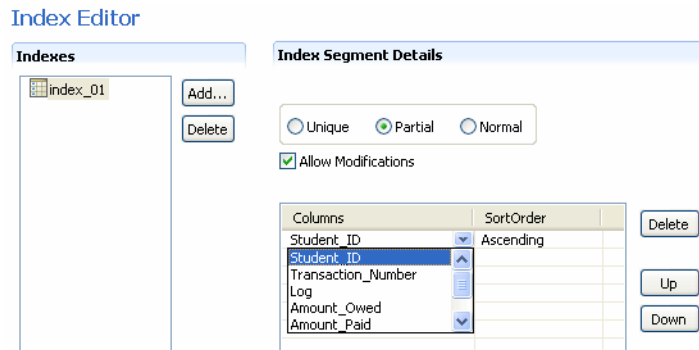 Index Editor
Indexes
Index Segment Details
index_01
Add...
Delete
Unique Partial Normal
Allow Modifications
Columns SortOrder
Student_ID Ascending
Student_ID
Transaction_Number
Log
Amount_Owed
Amount_Paid
Delete
Up
Down